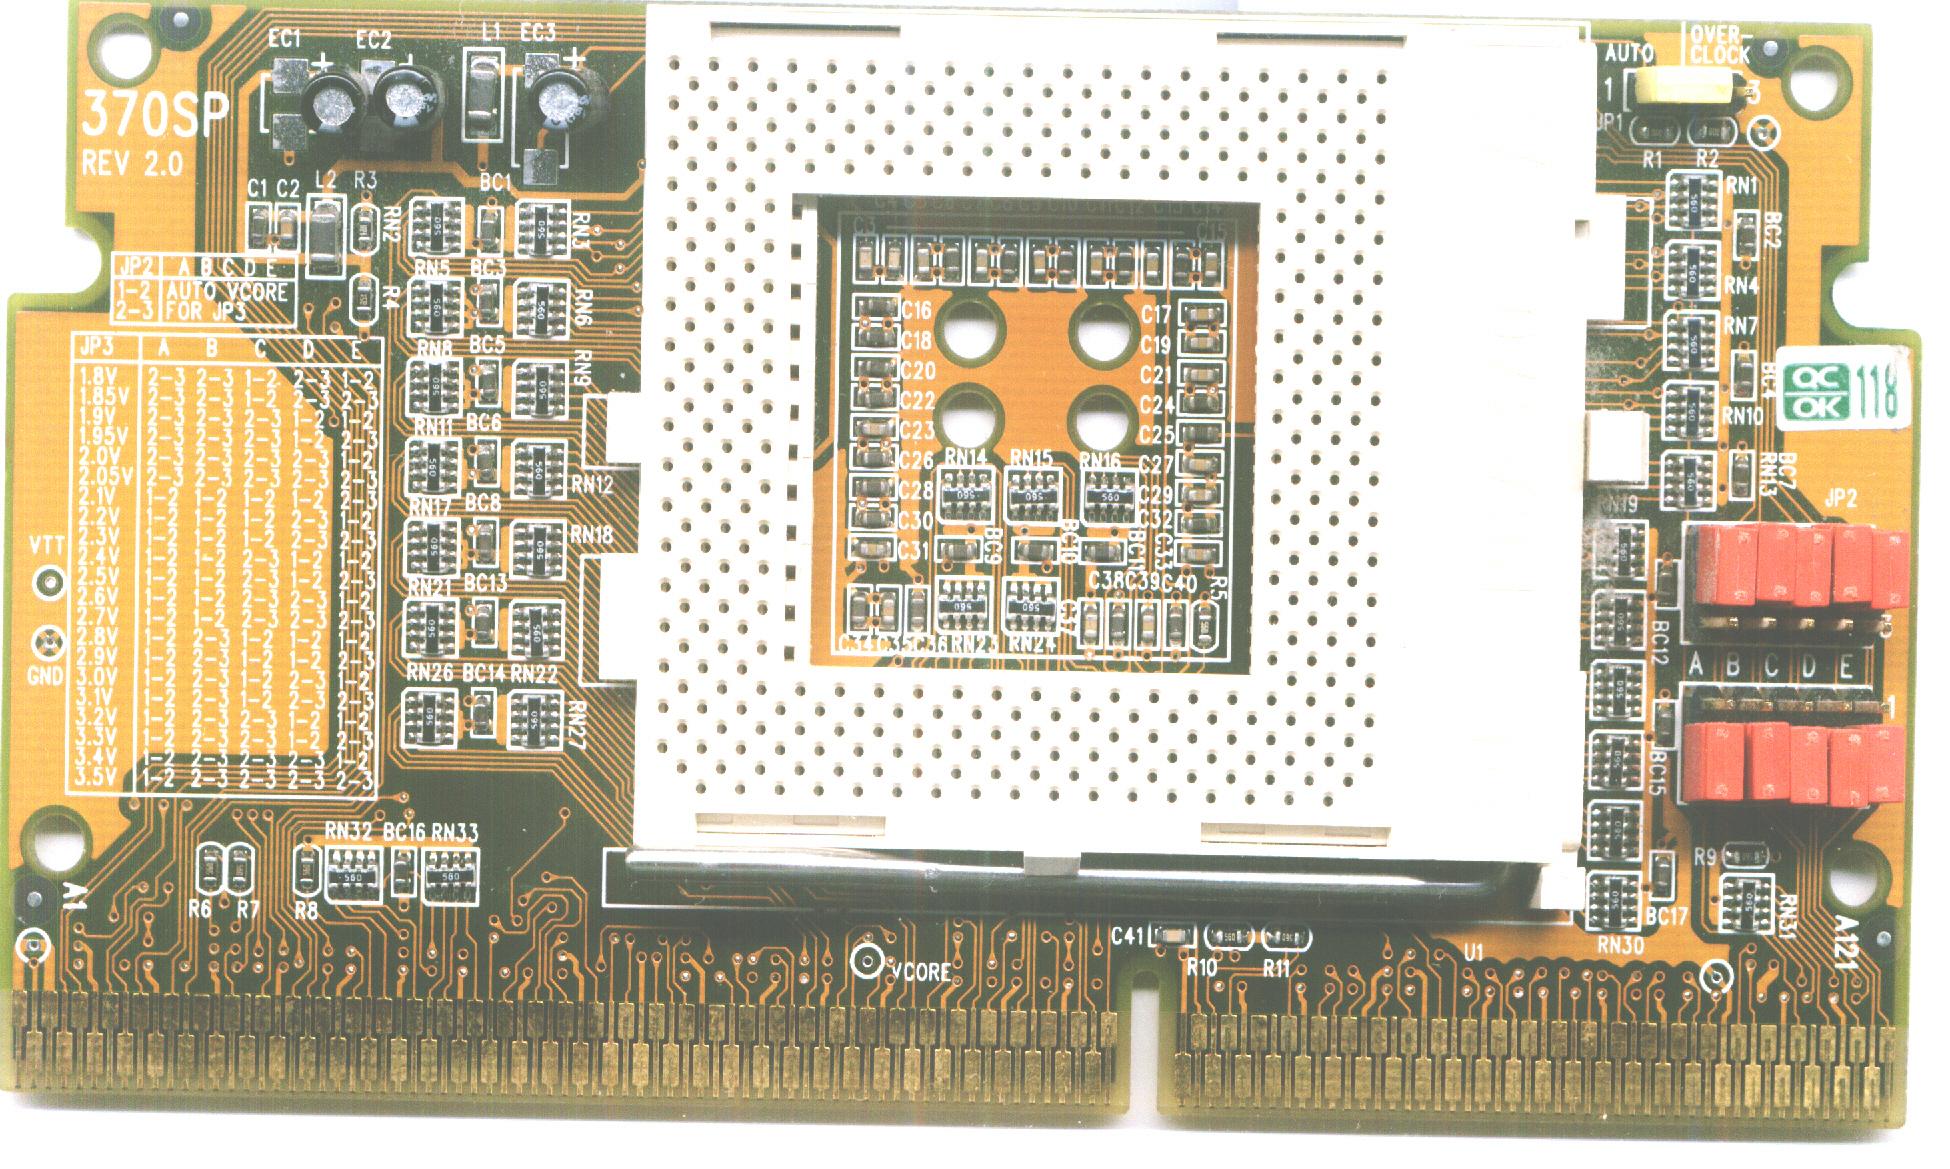 370SP
REV 2.0
EC1
EC2
L1
EC3
+
+
C1
C2
L2
R3
R4
BC1
RN2
RN3
RN5
BC3
RN6
RN8
BC5
RN9
RN11
BC6
RN12
RN17
BC8
RN18
RN21
BC13
RN26
BC14
RN22
RN27
JP2 A B C D E
1-2 AUTO VCORE
2-3 FOR JP3
JP3 A B C D E
1.8V 2-3 2-3 1-2 2-3 1-2
1.85V 2-3 2-3 1-2 2-3 2-3
1.9V 2-3 2-3 2-3 1-2 1-2
1.95V 2-3 2-3 2-3 1-2 2-3
2.0V 2-3 2-3 2-3 2-3 1-2
2.05V 2-3 2-3 2-3 2-3 2-3
2.1V 1-2 1-2 1-2 1-2 2-3
2.2V 1-2 1-2 1-2 2-3 1-2
2.3V 1-2 1-2 1-2 2-3 2-3
2.4V 1-2 1-2 2-3 1-2 1-2
2.5V 1-2 1-2 2-3 1-2 2-3
2.6V 1-2 1-2 2-3 2-3 1-2
2.7V 1-2 1-2 2-3 2-3 2-3
2.8V 1-2 2-3 1-2 1-2 1-2
2.9V 1-2 2-3 1-2 1-2 2-3
3.0V 1-2 2-3 1-2 2-3 1-2
3.1V 1-2 2-3 1-2 2-3 2-3
3.2V 1-2 2-3 2-3 1-2 1-2
3.3V 1-2 2-3 2-3 1-2 2-3
3.4V 1-2 2-3 2-3 2-3 1-2
3.5V 1-2 2-3 2-3 2-3 2-3
VTT
GND
A1
R6
R7
R8
RN32
BC16
RN33
VCORE
C3
C15
C16
C17
C18
C19
C20
C21
C22
C24
C23
C25
C26
C27
RN14
RN15
RN16
C28
C29
C30
C32
C31
C33
BC9
BC10
C38
C39
C40
R5
C34
C35
C36
RN23
RN24
C37
C41
R10
R11
U1
AUTO
OVER-
CLOCK
1
3
JP1
R1
R2
RN1
BC2
RN4
RN7
BC4
RN10
BC7
RN13
QC
OK
118
JP2
RN19
BC12
A B C D E
1
BC15
R9
BC17
RN30
RN31
A121